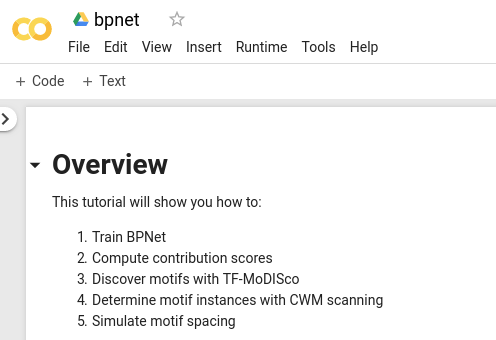 bpnet
File Edit View Insert Runtime Tools Help
+ Code + Text
Overview
This tutorial will show you how to:
1. Train BPNet
2. Compute contribution scores
3. Discover motifs with TF-MoDISco
4. Determine motif instances with CWM scanning
5. Simulate motif spacing